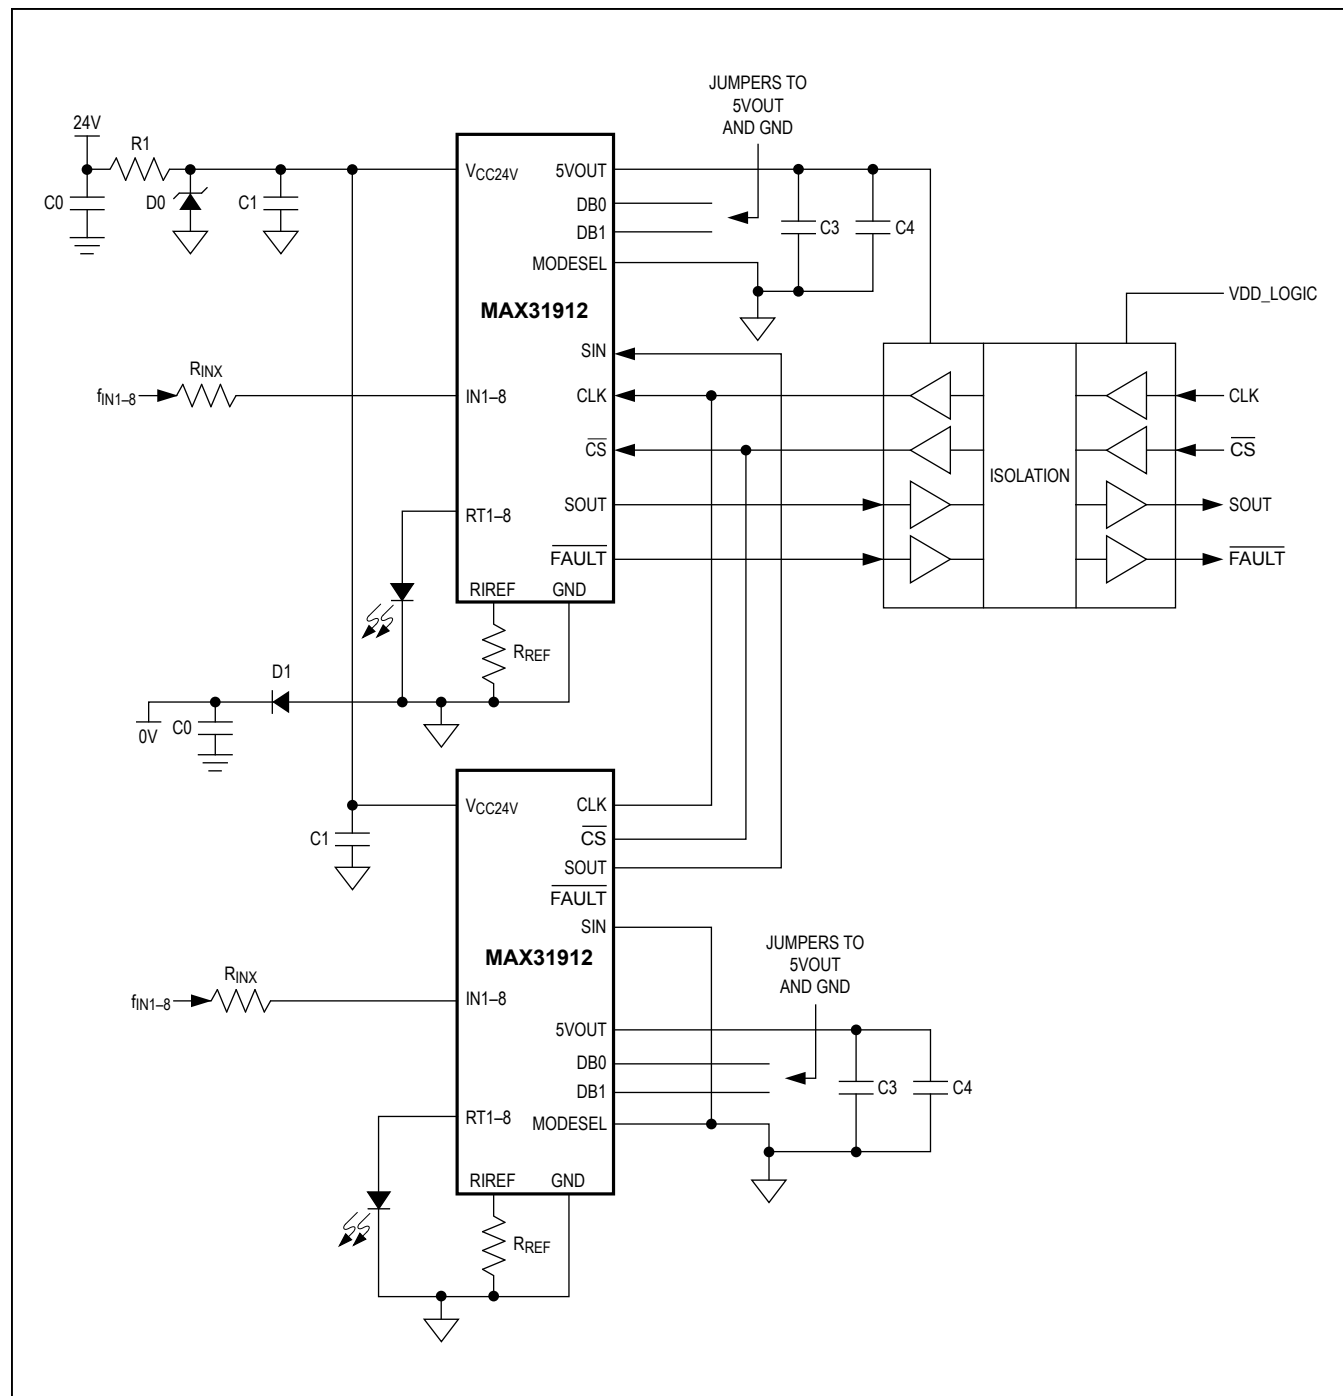 JUMPERS TO
5VOUT
AND GND
24V
R1
C0
D0
C1
VCC24V
5VOUT
DB0
DB1
MODESEL
C3
C4
MAX31912
VDD_LOGIC
SIN
fIN1–8
RINX
IN1–8
CLK
CLK
CS
CS
ISOLATION
RT1–8
SOUT
SOUT
FAULT
FAULT
RIREF
GND
RREF
D1
0V
C0
VCC24V
CLK
C1
CS
SOUT
FAULT
SIN
MAX31912
JUMPERS TO
5VOUT
AND GND
fIN1–8
RINX
IN1–8
5VOUT
DB0
DB1
C3
C4
RT1–8
MODESEL
RIREF
GND
RREF